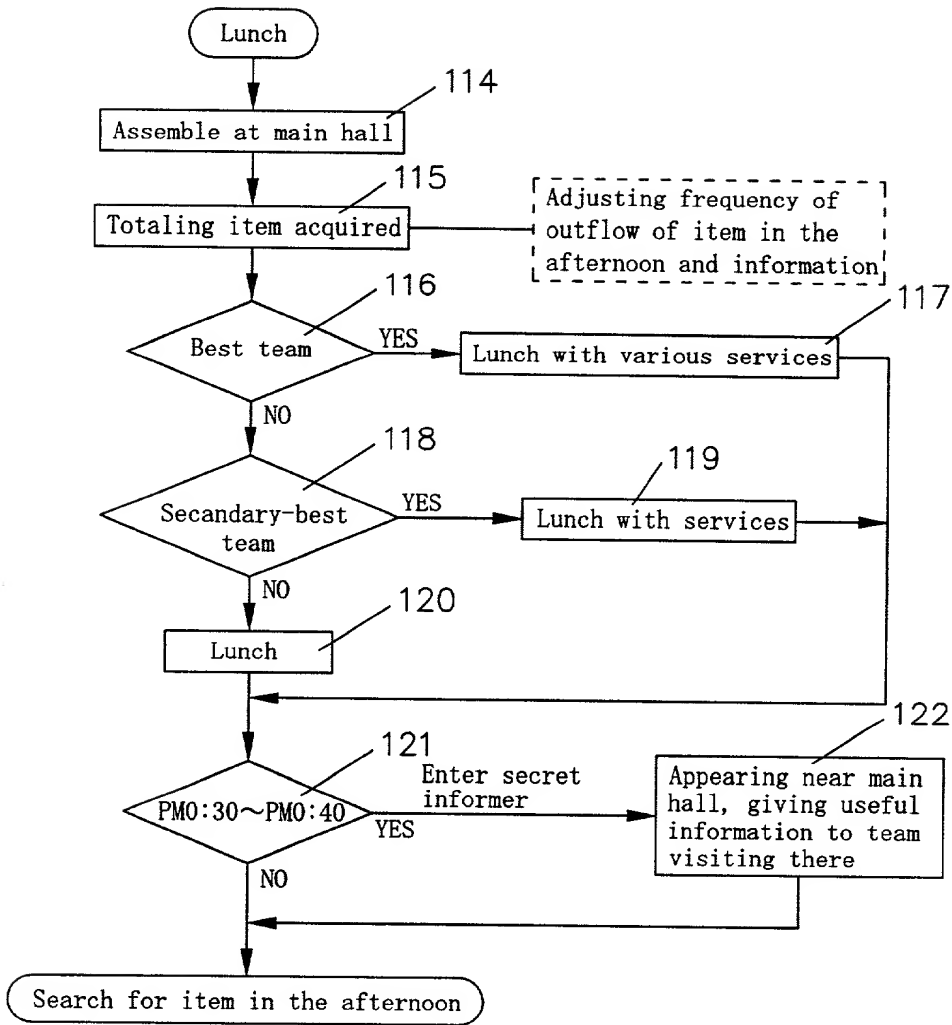 Lunch
114
Assemble at main hall
115
Totaling item acquired
Adjusting frequency of
outflow of item in the
afternoon and information
116
117
Best team
YES
Lunch with various services
NO
118
119
Secandary-best
team
YES
Lunch with services
NO
120
Lunch
121
122
PM0:30～PM0:40
Enter secret
informer
YES
Appearing near main
hall, giving useful
information to team
visiting there
NO
Search for item in the afternoon